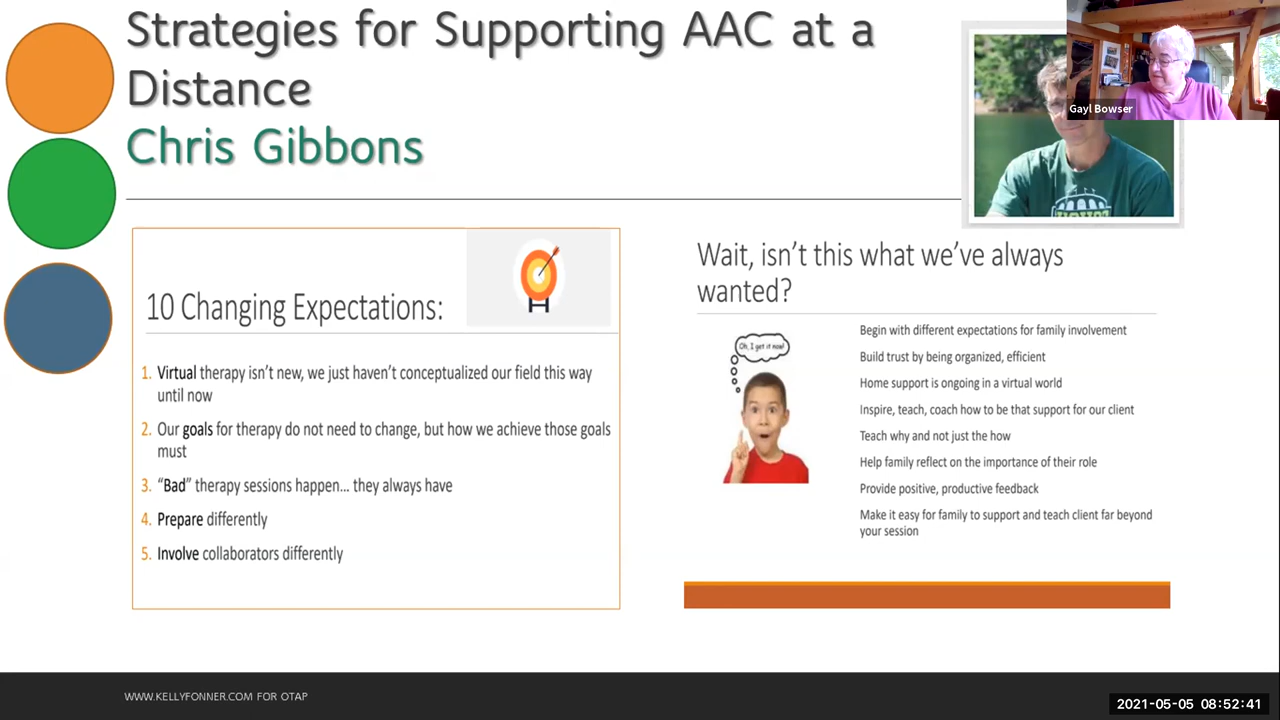 Strategies for Supporting AAC at a
Distance
Chris Gibbons
Gayl Bowser
10 Changing Expectations:
1. Virtual therapy isn’t new, we just haven’t conceptualized our field this way
until now
2. Our goals for therapy do not need to change, but how we achieve those goals
must
3. “Bad” therapy sessions happen... they always have
4. Prepare differently
5. Involve collaborators differently
Wait, isn’t this what we’ve always
wanted?
Oh, I get it now!
Begin with different expectations for family involvement
Build trust by being organized, efficient
Home support is ongoing in a virtual world
Inspire, teach, coach how to be that support for our client
Teach why and not just the how
Help family reflect on the importance of their role
Provide positive, productive feedback
Make it easy for family to support and teach client far beyond
your session
WWW.KELLYFONNER.COM FOR OTAP
2021-05-05 08:52:41